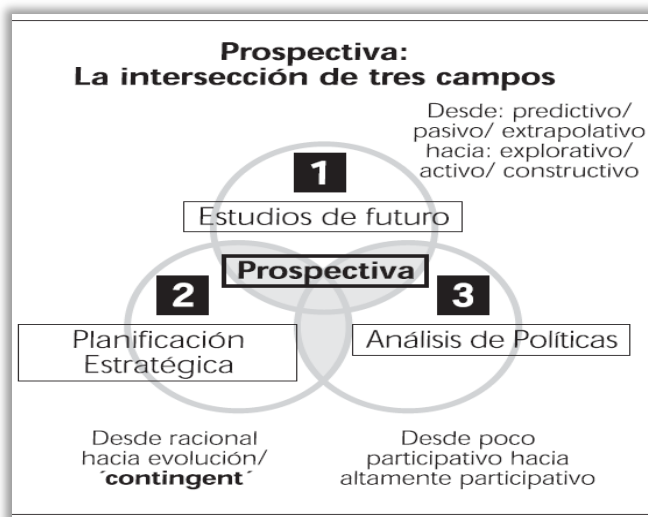 Prospectiva:
La intersección de tres campos
Desde: predictivo/
pasivo/ extrapolativo
hacia: explorativo/
activo/ constructivo
1
Estudios de futuro
Prospectiva
2
3
Planificación
Estratégica
Análisis de Políticas
Desde racional
hacia evolución/
´contingent´
Desde poco
participativo hacia
altamente participativo